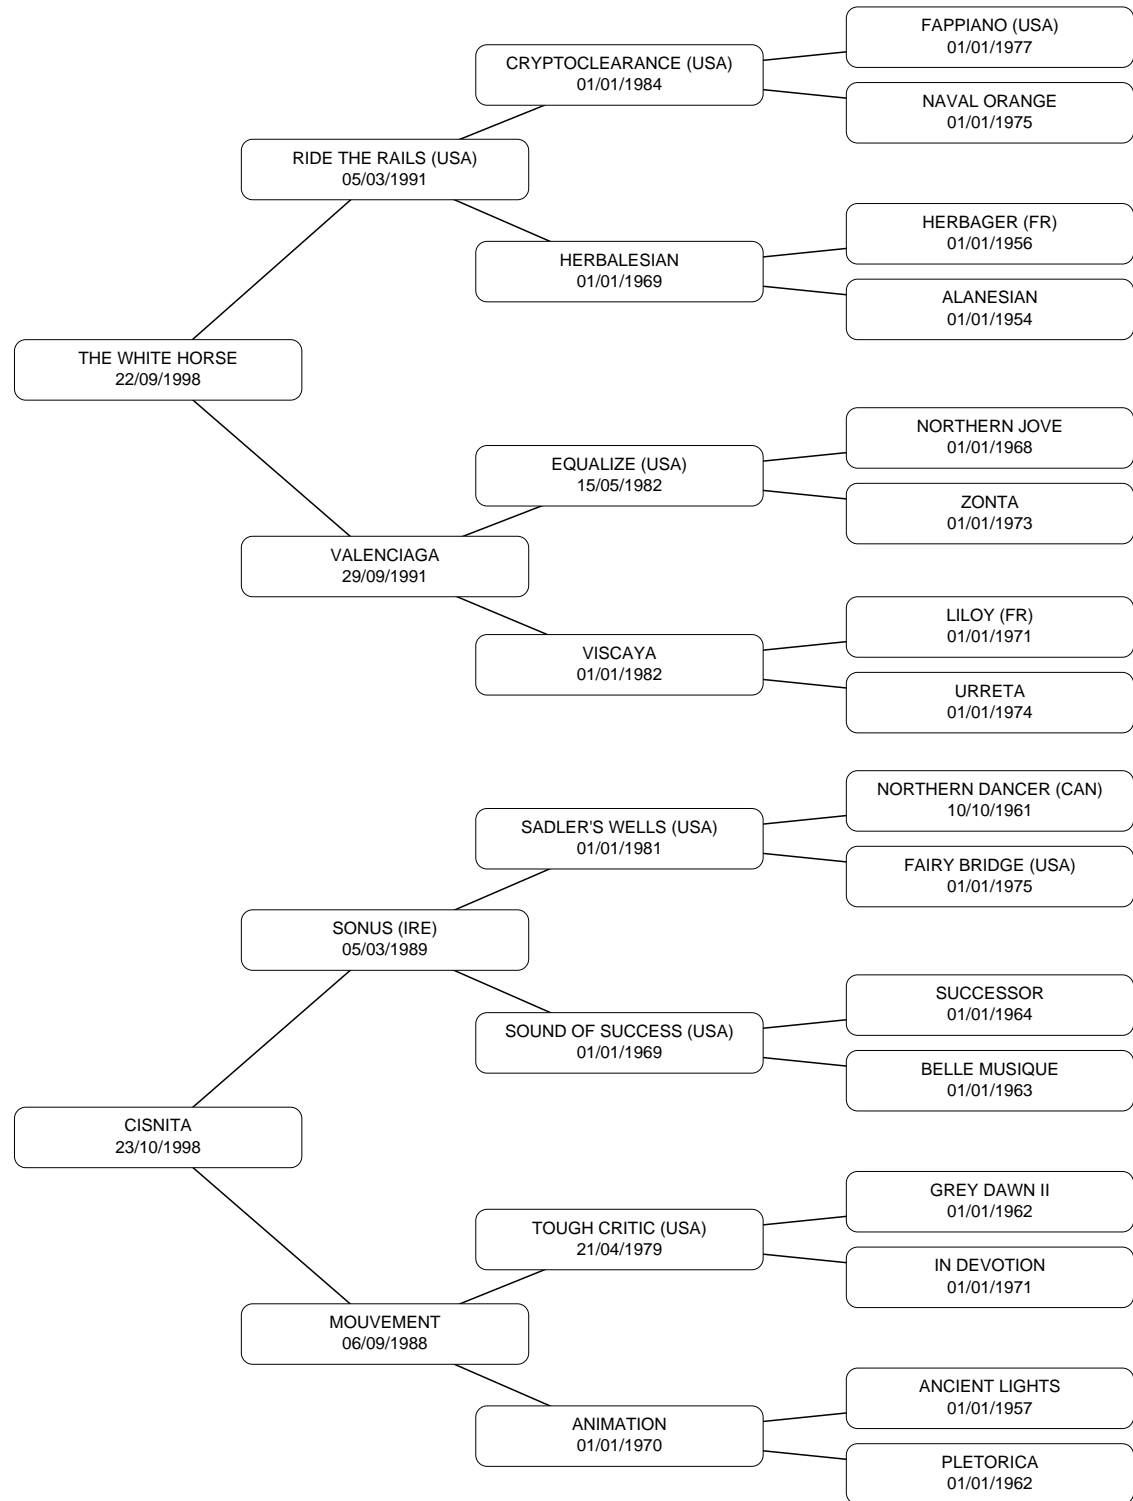 FAPPIANO (USA)
01/01/1977
CRYPTOCLEARANCE (USA)
01/01/1984
NAVAL ORANGE
01/01/1975
RIDE THE RAILS (USA)
05/03/1991
HERBAGER (FR)
01/01/1956
HERBALESIAN
01/01/1969
ALANESIAN
01/01/1954
THE WHITE HORSE
22/09/1998
NORTHERN JOVE
01/01/1968
EQUALIZE (USA)
15/05/1982
ZONTA
01/01/1973
VALENCIAGA
29/09/1991
LILOY (FR)
01/01/1971
VISCAYA
01/01/1982
URRETA
01/01/1974
NORTHERN DANCER (CAN)
10/10/1961
SADLER'S WELLS (USA)
01/01/1981
FAIRY BRIDGE (USA)
01/01/1975
SONUS (IRE)
05/03/1989
SUCCESSOR
01/01/1964
SOUND OF SUCCESS (USA)
01/01/1969
BELLE MUSIQUE
01/01/1963
CISNITA
23/10/1998
GREY DAWN II
01/01/1962
TOUGH CRITIC (USA)
21/04/1979
IN DEVOTION
01/01/1971
MOUVEMENT
06/09/1988
ANCIENT LIGHTS
01/01/1957
ANIMATION
01/01/1970
PLETORICA
01/01/1962